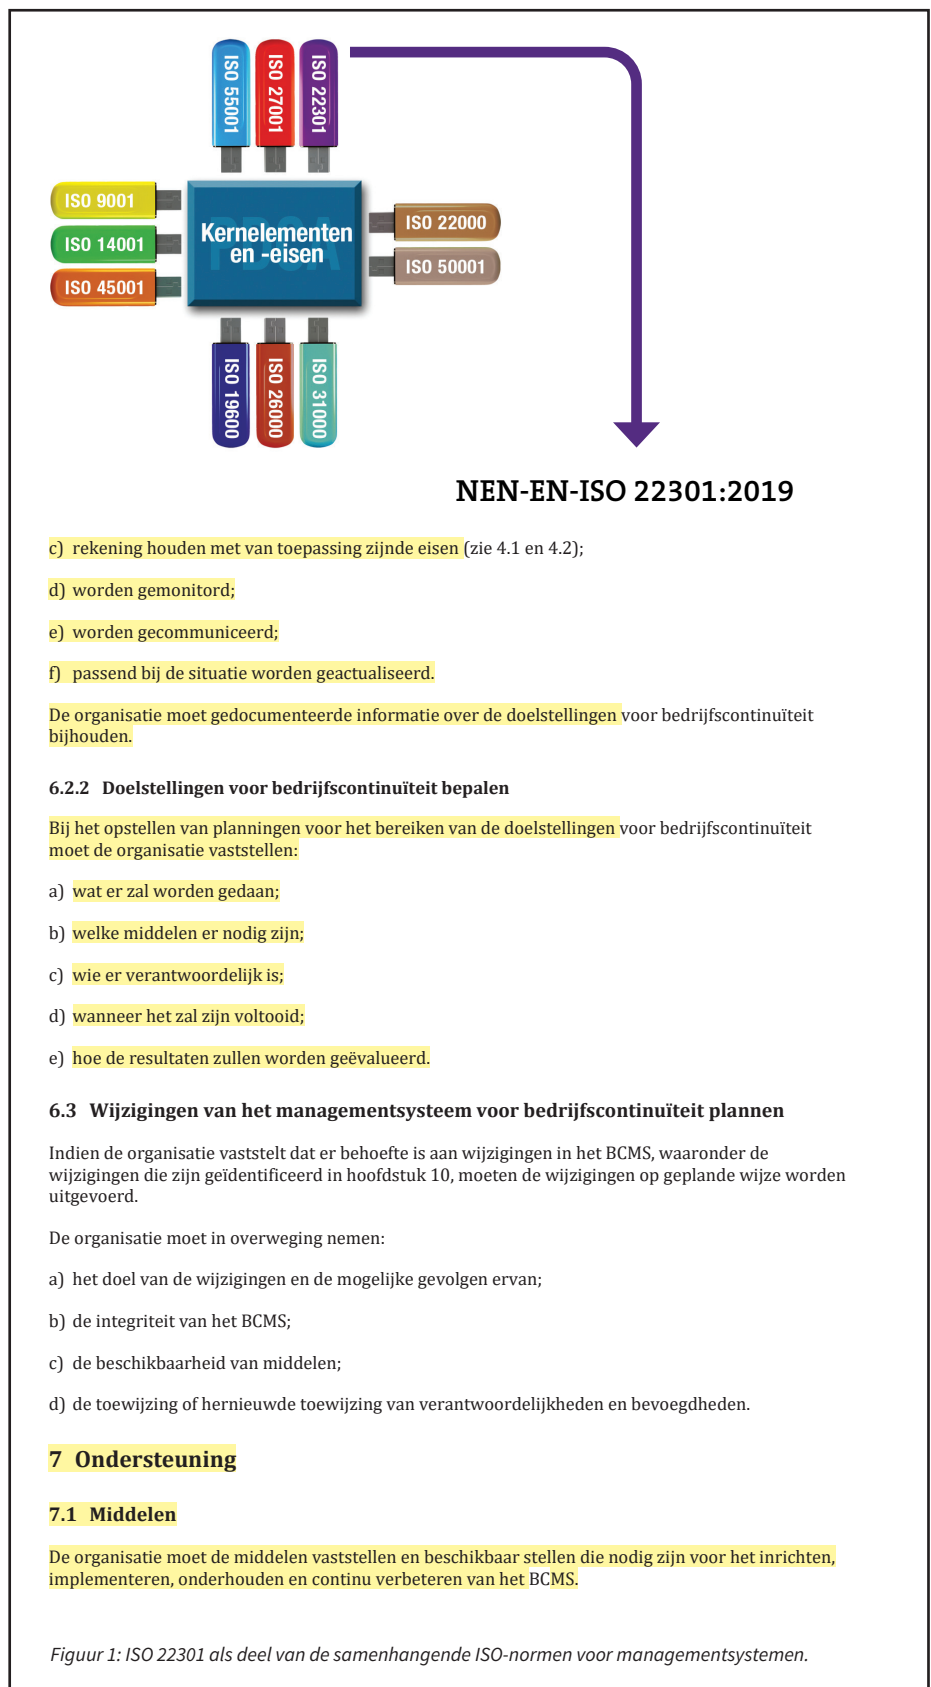 ISO 55001
ISO 27001
ISO 22301
ISO 9001
ISO 14001
ISO 45001
PDCA
Kernelementen
en -eisen
ISO 22000
ISO 50001
ISO 19600
ISO 26000
ISO 31000
NEN-EN-ISO 22301:2019
c) rekening houden met van toepassing zijnde eisen (zie 4.1 en 4.2);
d) worden gemonitord;
e) worden gecommuniceerd;
f) passend bij de situatie worden geactualiseerd.
De organisatie moet gedocumenteerde informatie over de doelstellingen voor bedrijfscontinuïteit
bijhouden.
6.2.2 Doelstellingen voor bedrijfscontinuïteit bepalen
Bij het opstellen van planningen voor het bereiken van de doelstellingen voor bedrijfscontinuïteit
moet de organisatie vaststellen:
a) wat er zal worden gedaan;
b) welke middelen er nodig zijn;
c) wie er verantwoordelijk is;
d) wanneer het zal zijn voltooid;
e) hoe de resultaten zullen worden geëvalueerd.
6.3 Wijzigingen van het managementsysteem voor bedrijfscontinuïteit plannen
Indien de organisatie vaststelt dat er behoefte is aan wijzigingen in het BCMS, waaronder de
wijzigingen die zijn geïdentificeerd in hoofdstuk 10, moeten de wijzigingen op geplande wijze worden
uitgevoerd.
De organisatie moet in overweging nemen:
a) het doel van de wijzigingen en de mogelijke gevolgen ervan;
b) de integriteit van het BCMS;
c) de beschikbaarheid van middelen;
d) de toewijzing of hernieuwde toewijzing van verantwoordelijkheden en bevoegdheden.
7 Ondersteuning
7.1 Middelen
De organisatie moet de middelen vaststellen en beschikbaar stellen die nodig zijn voor het inrichten,
implementeren, onderhouden en continu verbeteren van het BCMS.
Figuur 1: ISO 22301 als deel van de samenhangende ISO-normen voor managementsystemen.